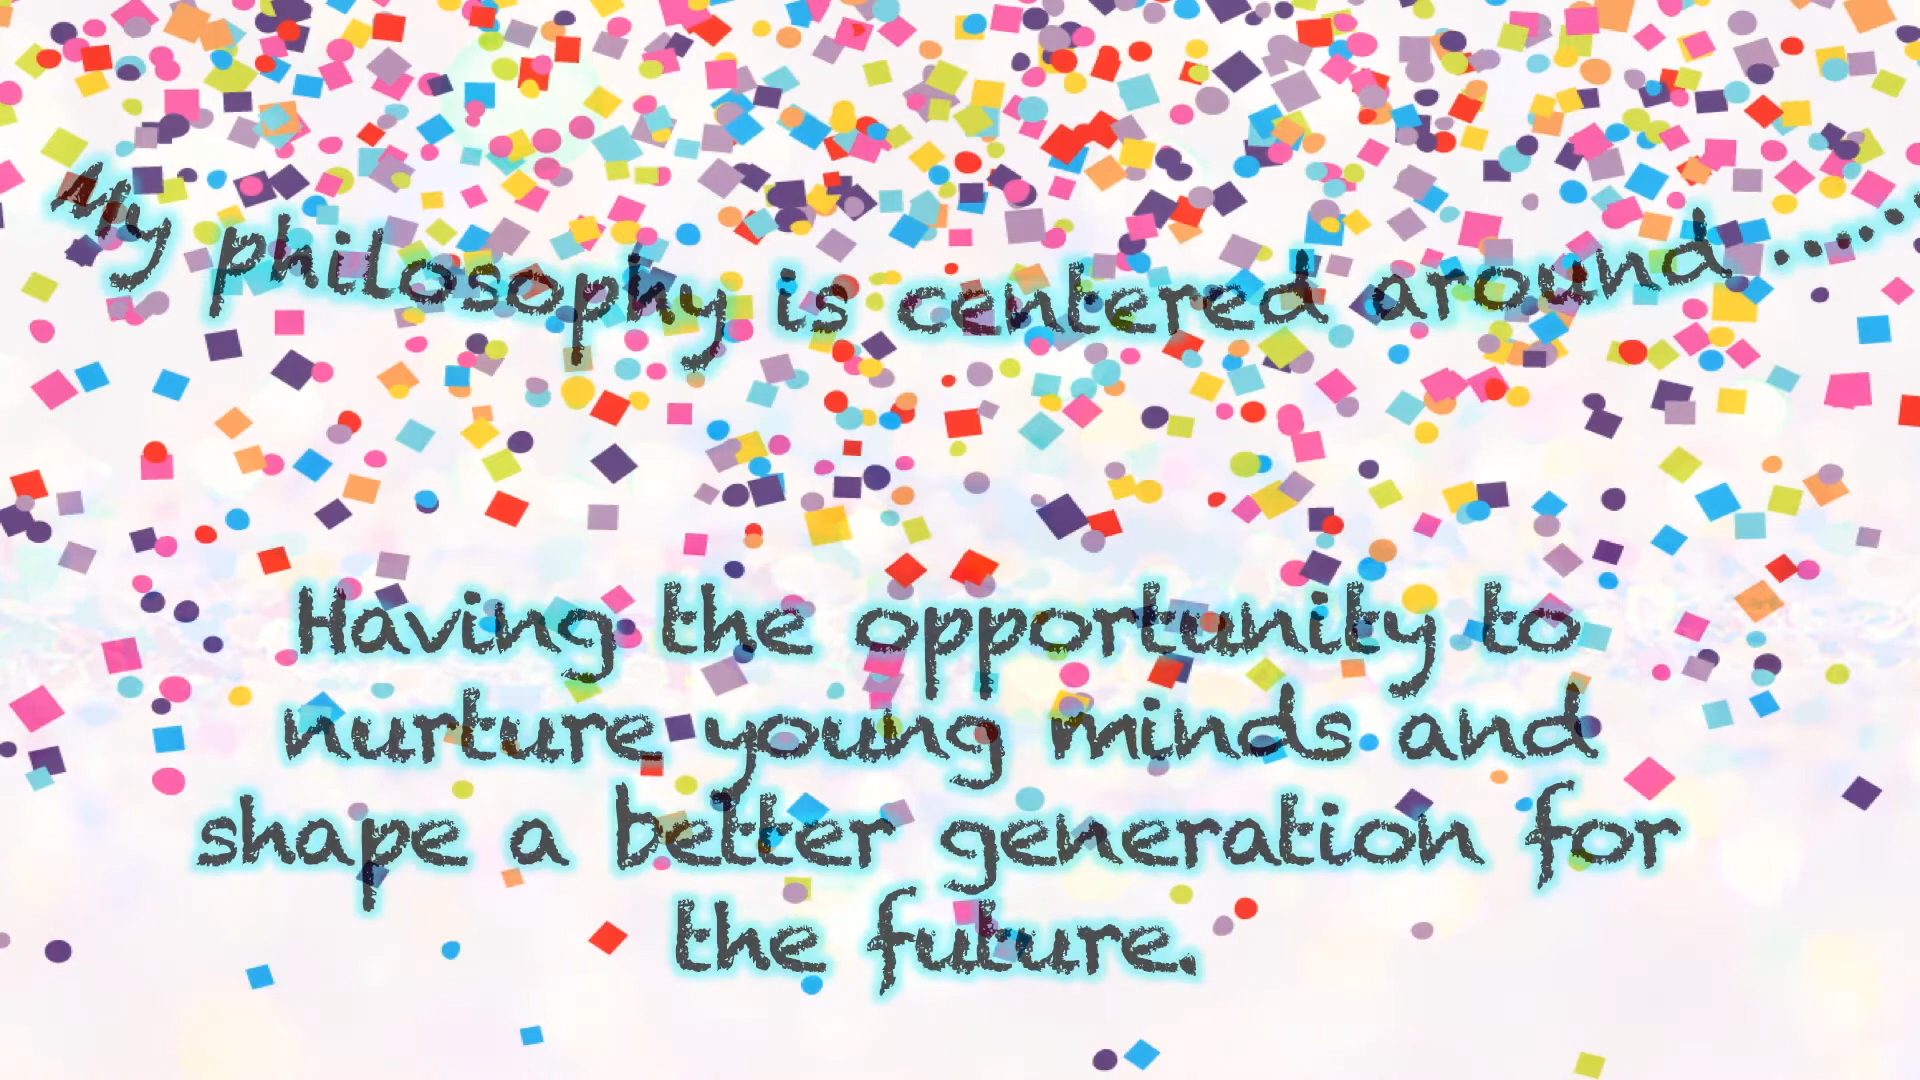 My philosophy is centered around......
Having the opportunity to
nurture young minds and
shape a better generation for
the future.